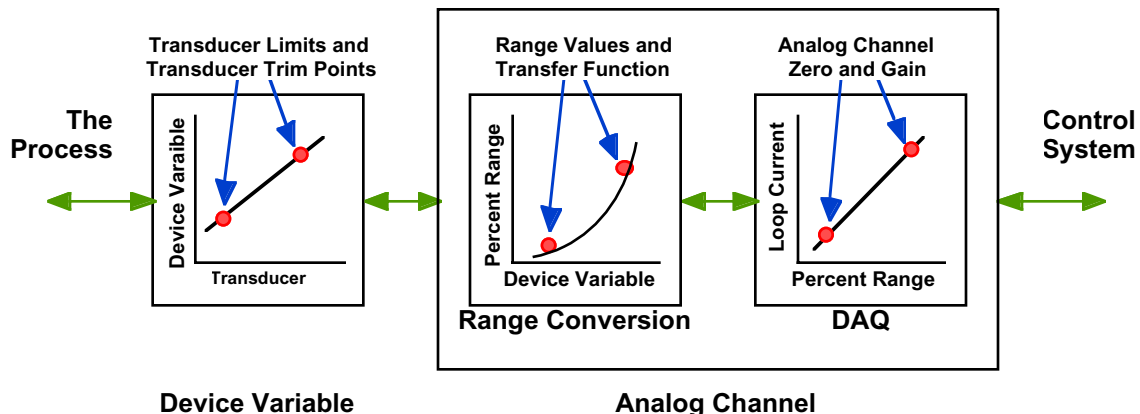 Transducer Limits and
Transducer Trim Points
Range Values and
Transfer Function
Analog Channel
Zero and Gain
The
Process
Control
System
Device Varaible
Transducer
Percent Range
Device Variable
Loop Current
Percent Range
Range Conversion
DAQ
Device Variable
Analog Channel